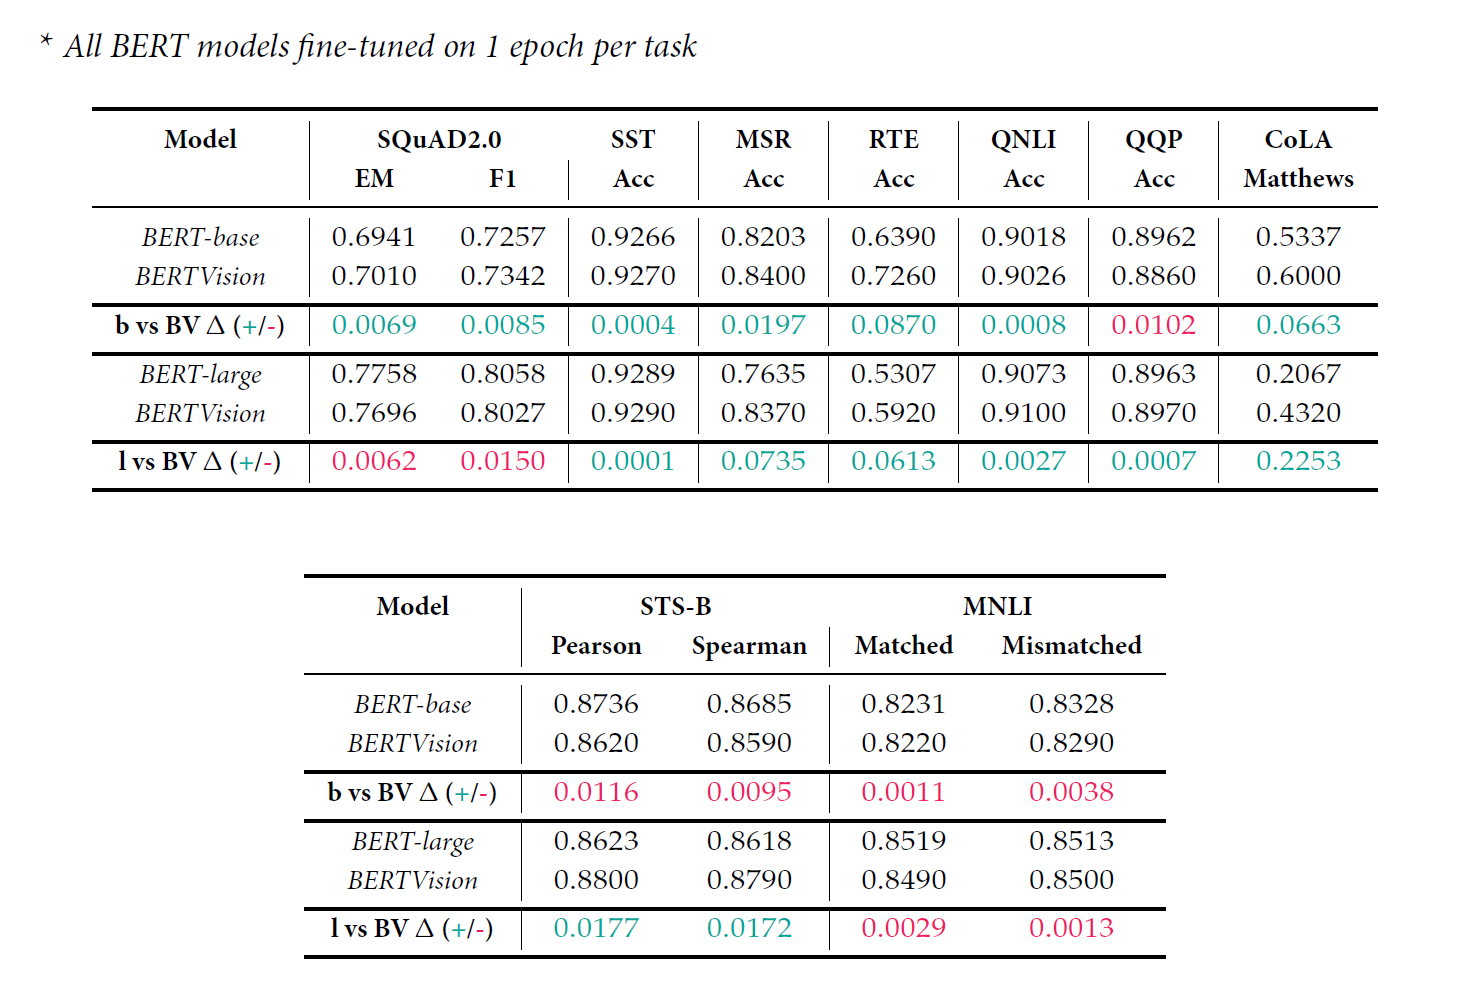 * All BERT models fine-tuned on 1 epoch per task
Model SQuAD2.0 SST MSR RTE QNLI QQP CoLA
EM F1 Acc Acc Acc Acc Acc Matthews
BERT-base 0.6941 0.7257 0.9266 0.8203 0.6390 0.9018 0.8962 0.5337
BERTVision 0.7010 0.7342 0.9270 0.8400 0.7260 0.9026 0.8860 0.6000
b vs BV Δ (+/-) 0.0069 0.0085 0.0004 0.0197 0.0870 0.0008 0.0102 0.0663
BERT-large 0.7758 0.8058 0.9289 0.7635 0.5307 0.9073 0.8963 0.2067
BERTVision 0.7696 0.8027 0.9290 0.8370 0.5920 0.9100 0.8970 0.4320
l vs BV Δ (+/-) 0.0062 0.0150 0.0001 0.0735 0.0613 0.0027 0.0007 0.2253
Model STS-B MNLI
Pearson Spearman Matched Mismatched
BERT-base 0.8736 0.8685 0.8231 0.8328
BERTVision 0.8620 0.8590 0.8220 0.8290
b vs BV Δ (+/-) 0.0116 0.0095 0.0011 0.0038
BERT-large 0.8623 0.8618 0.8519 0.8513
BERTVision 0.8800 0.8790 0.8490 0.8500
l vs BV Δ (+/-) 0.0177 0.0172 0.0029 0.0013